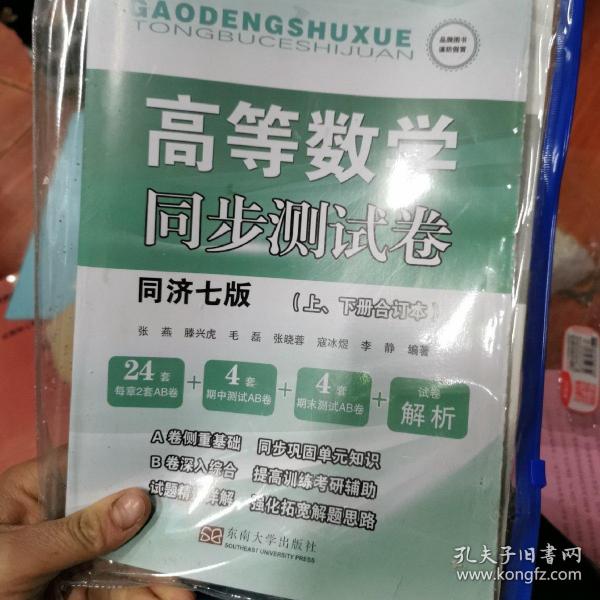 GAODENGSHUXUE
TONGBUCESHIJUAN
品牌图书
谨防假冒
高等数学
同步测试卷
同济七版 (上、下册合订本)
张 燕 滕兴虎 毛 磊 张晓蓉 寇冰煜 李 静 编著
24套 + 4套 + 4套 + 试卷
每章2套AB卷 期中测试AB卷 期末测试AB卷 解析
A卷侧重基础 同步巩固单元知识
B卷深入综合 提高训练考研辅助
试题精 详解 强化拓宽解题思路
东南大学出版社
SOUTHEAST UNIVERSITY PRESS
孔夫子旧书网
www.kongfz.com